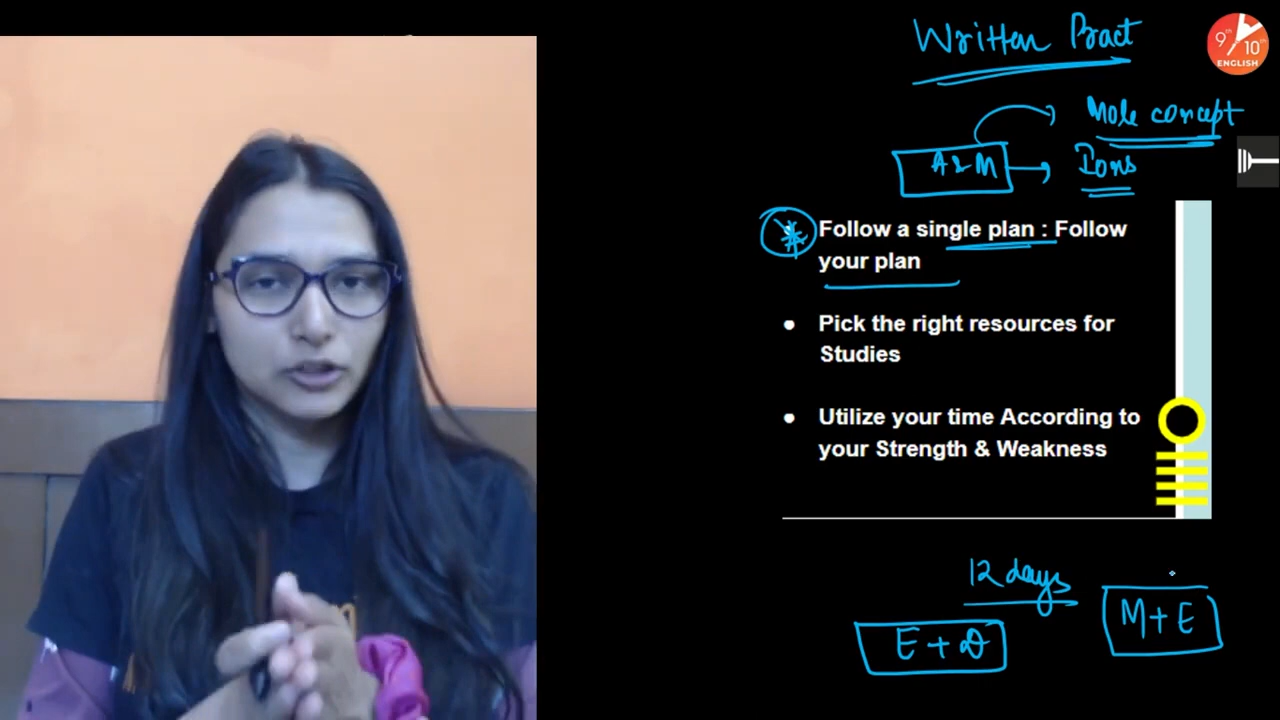 Written Pract
9th 10th
ENGLISH
Mole concept
A & M
Ions
Follow a single plan : Follow
your plan
Pick the right resources for
Studies
Utilize your time According to
your Strength & Weakness
12 days
M + E
E + D